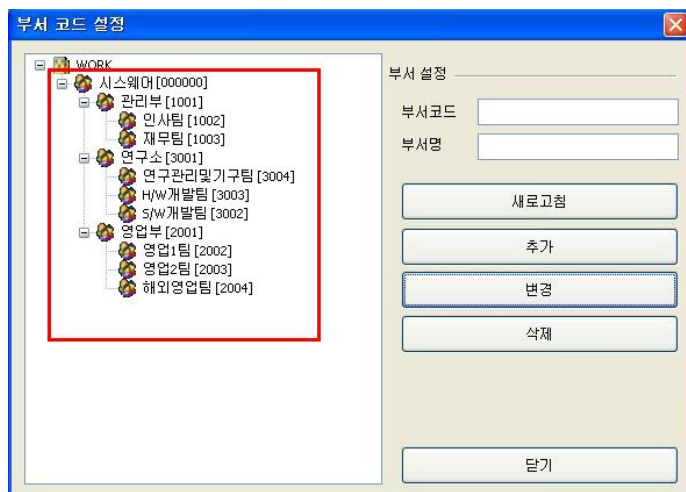 부서 코드 설정
WORK
시스웨어[000000]
관리부 [1001]
인사팀 [1002]
재무팀 [1003]
연구소 [3001]
연구관리및기구팀 [3004]
H/W개발팀 [3003]
S/W개발팀 [3002]
영업부 [2001]
영업1팀 [2002]
영업2팀 [2003]
해외영업팀 [2004]
부서 설정
부서코드
부서명
새로고침
추가
변경
삭제
닫기